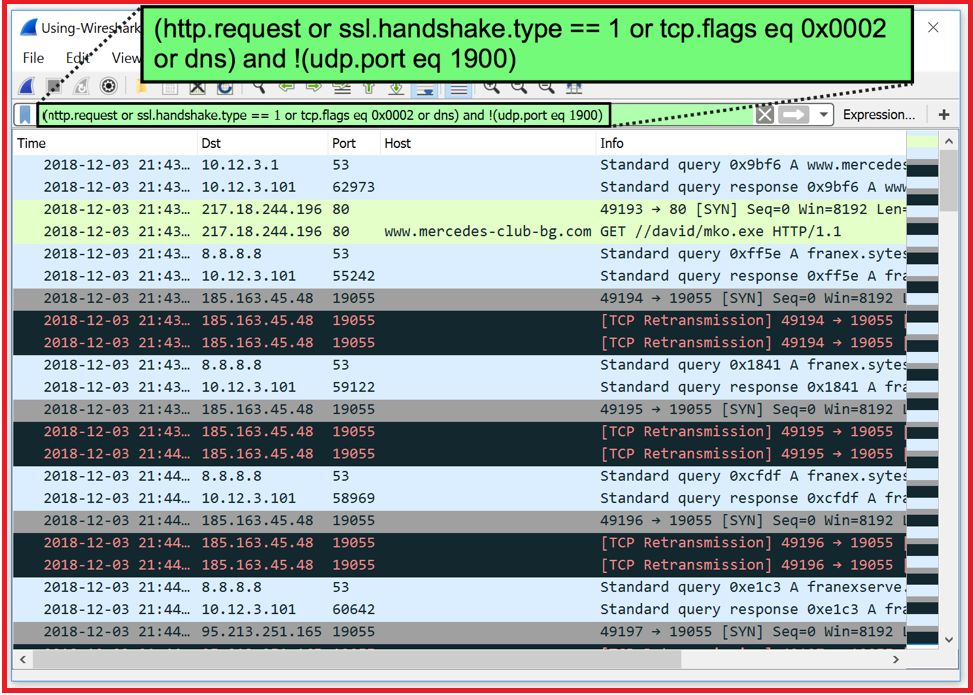 Using-Wireshark
(http.request or ssl.handshake.type == 1 or tcp.flags eq 0x0002
or dns) and !(udp.port eq 1900)
File Edit View
(http.request or ssl.handshake.type == 1 or tcp.flags eq 0x0002 or dns) and !(udp.port eq 1900) Expression... +
Time Dst Port Host Info
2018-12-03 21:43… 10.12.3.1 53 Standard query 0x9bf6 A www.mercedes
2018-12-03 21:43… 10.12.3.101 62973 Standard query response 0x9bf6 A www
2018-12-03 21:43… 217.18.244.196 80 49193 → 80 [SYN] Seq=0 Win=8192 Len=
2018-12-03 21:43… 217.18.244.196 80 www.mercedes-club-bg.com GET //david/mko.exe HTTP/1.1
2018-12-03 21:43… 8.8.8.8 53 Standard query 0xff5e A franex.sytes
2018-12-03 21:43… 10.12.3.101 55242 Standard query response 0xff5e A fra
2018-12-03 21:43… 185.163.45.48 19055 49194 → 19055 [SYN] Seq=0 Win=8192 L
2018-12-03 21:43… 185.163.45.48 19055 [TCP Retransmission] 49194 → 19055 [
2018-12-03 21:43… 185.163.45.48 19055 [TCP Retransmission] 49194 → 19055 [
2018-12-03 21:43… 8.8.8.8 53 Standard query 0x1841 A franex.sytes
2018-12-03 21:43… 10.12.3.101 59122 Standard query response 0x1841 A fra
2018-12-03 21:43… 185.163.45.48 19055 49195 → 19055 [SYN] Seq=0 Win=8192 L
2018-12-03 21:43… 185.163.45.48 19055 [TCP Retransmission] 49195 → 19055 [
2018-12-03 21:43… 185.163.45.48 19055 [TCP Retransmission] 49195 → 19055 [
2018-12-03 21:44… 8.8.8.8 53 Standard query 0xcfdf A franex.sytes
2018-12-03 21:44… 10.12.3.101 58969 Standard query response 0xcfdf A fra
2018-12-03 21:44… 185.163.45.48 19055 49196 → 19055 [SYN] Seq=0 Win=8192 L
2018-12-03 21:44… 185.163.45.48 19055 [TCP Retransmission] 49196 → 19055 [
2018-12-03 21:44… 185.163.45.48 19055 [TCP Retransmission] 49196 → 19055 [
2018-12-03 21:44… 8.8.8.8 53 Standard query 0xe1c3 A franexserve.
2018-12-03 21:44… 10.12.3.101 60642 Standard query response 0xe1c3 A fra
2018-12-03 21:44… 95.213.251.165 19055 49197 → 19055 [SYN] Seq=0 Win=8192 L